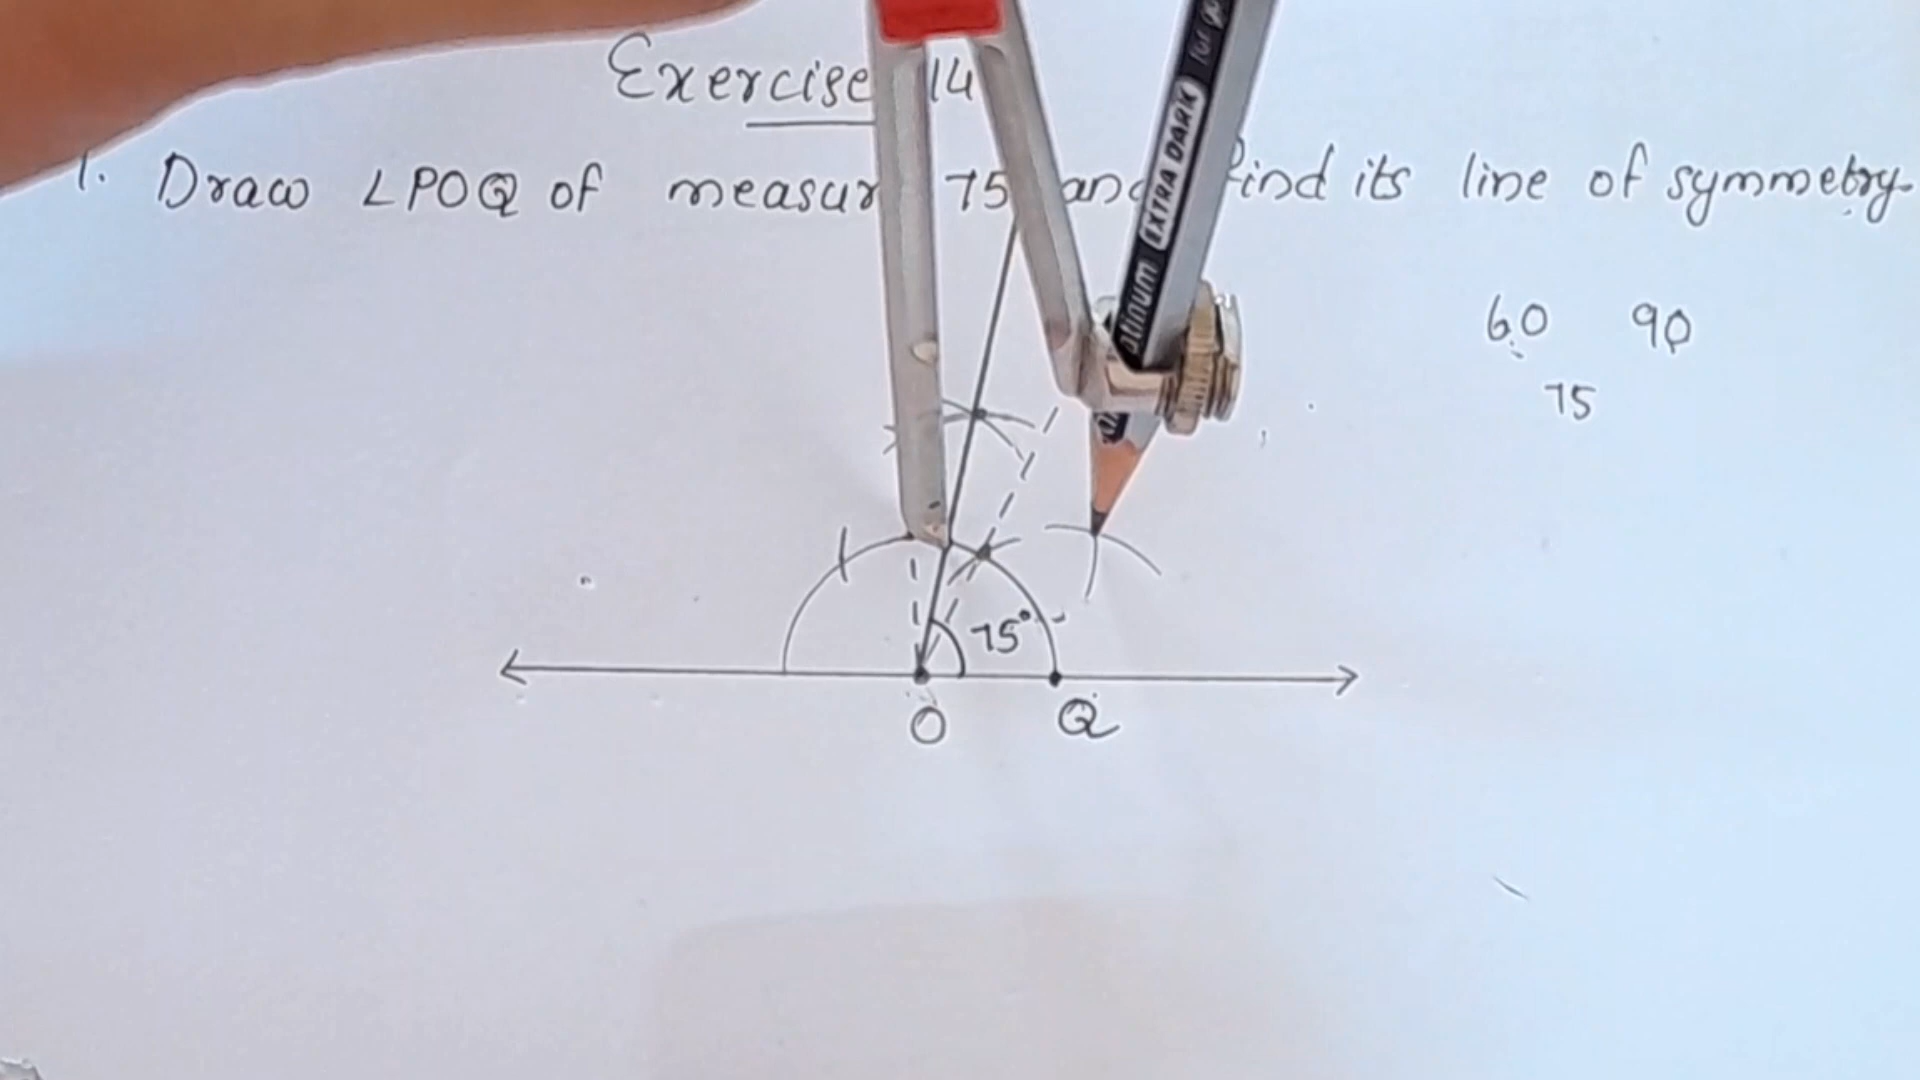 Exercise 14
1. Draw ∠POQ of measur 75 and find its line of symmetry.
60 90
75
75°
O Q
EXTRA DARK